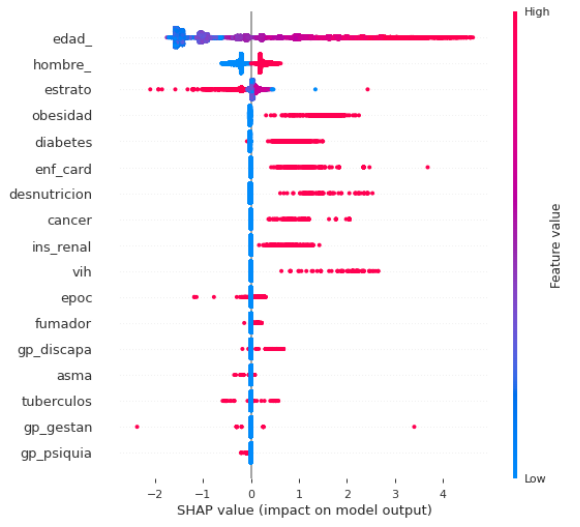 High
edad_
hombre_
estrato
obesidad
diabetes
enf_card
desnutricion
cancer
ins_renal
vih
epoc
fumador
gp_discapa
asma
tuberculos
gp_gestan
gp_psiquia
Feature value
Low
−2 −1 0 1 2 3 4
SHAP value (impact on model output)